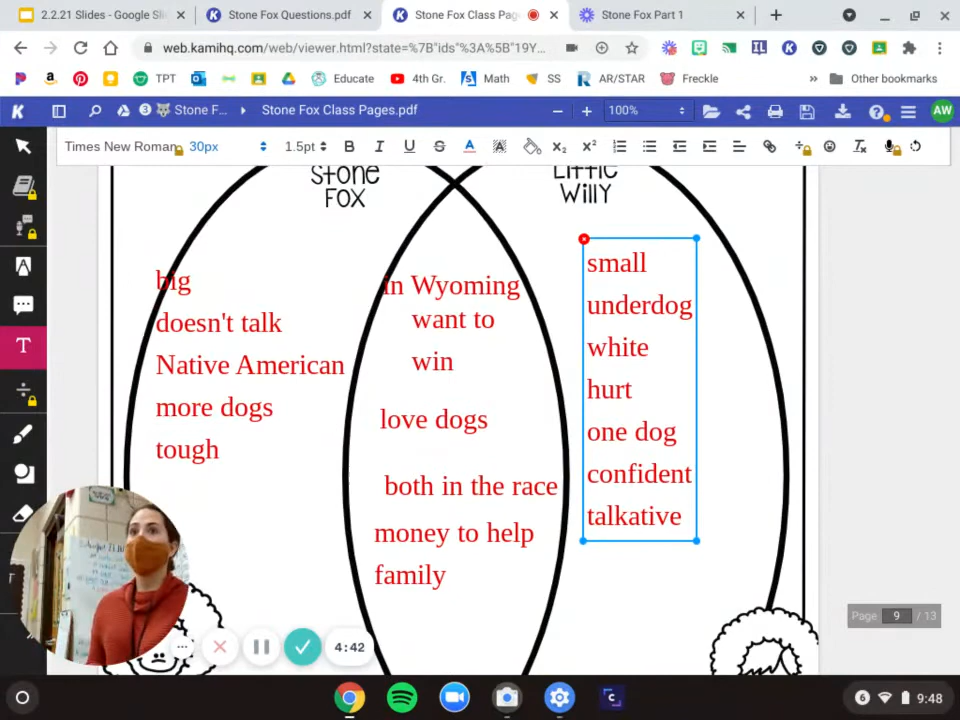 2.2.21 Slides - Google Sli
Stone Fox Questions.pdf
Stone Fox Class Page
Stone Fox Part 1
web.kamihq.com/web/viewer.html?state=%7B"ids"%3A%5B"19Y...
TPT
Educate
4th Gr.
Math
SS
AR/STAR
Freckle
»
Other bookmarks
K
3
Stone F...
Stone Fox Class Pages.pdf
100%
AW
Times New Roman
30px
1.5pt
B
I
U
S
A
X₂
X²
STONE
FOX
LITTLE
WILLY
big
doesn't talk
Native American
more dogs
tough
in Wyoming
want to
win
love dogs
both in the race
money to help
family
small
underdog
white
hurt
one dog
confident
talkative
Page 9 / 13
4:42
6
9:48